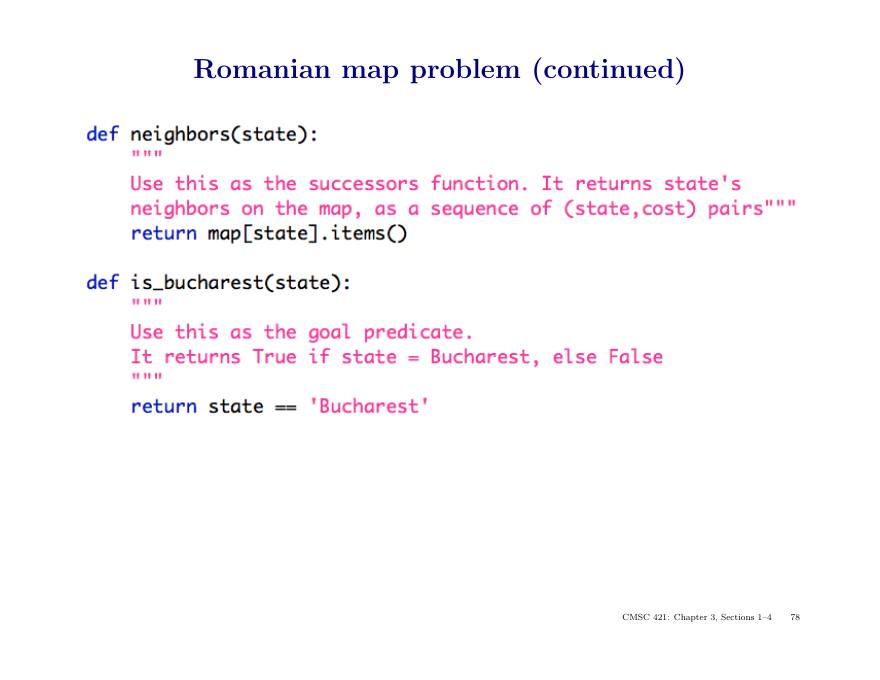 Romanian map problem (continued)
def neighbors(state):
    """
    Use this as the successors function. It returns state's
    neighbors on the map, as a sequence of (state,cost) pairs"""
    return map[state].items()
def is_bucharest(state):
    """
    Use this as the goal predicate.
    It returns True if state = Bucharest, else False
    """
    return state == 'Bucharest'
CMSC 421: Chapter 3, Sections 1–4 78